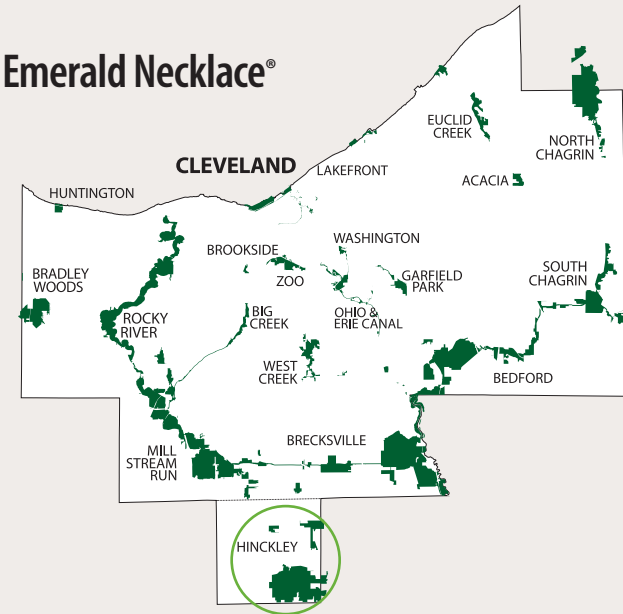 Emerald Necklace®
EUCLID
CREEK
NORTH
CHAGRIN
CLEVELAND
LAKEFRONT
ACACIA
HUNTINGTON
WASHINGTON
BROOKSIDE
ZOO
BRADLEY
WOODS
GARFIELD
PARK
SOUTH
CHAGRIN
ROCKY
RIVER
BIG
CREEK
OHIO &
ERIE CANAL
WEST
CREEK
BEDFORD
MILL
STREAM
RUN
BRECKSVILLE
HINCKLEY